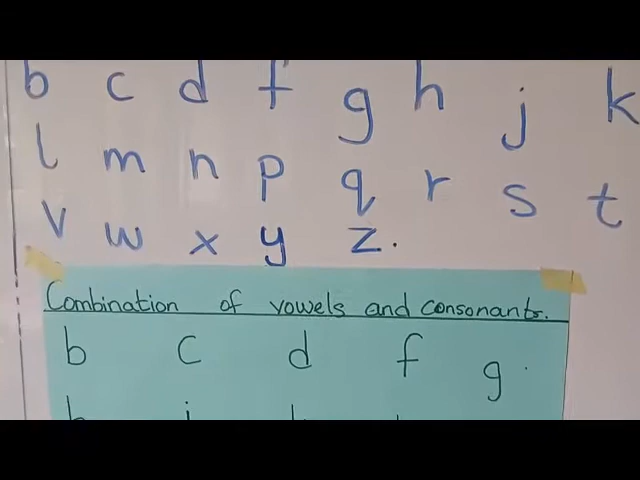 b c d f g h j k
l m n p q r s t
v w x y z.
Combination of vowels and consonants.
b c d f g